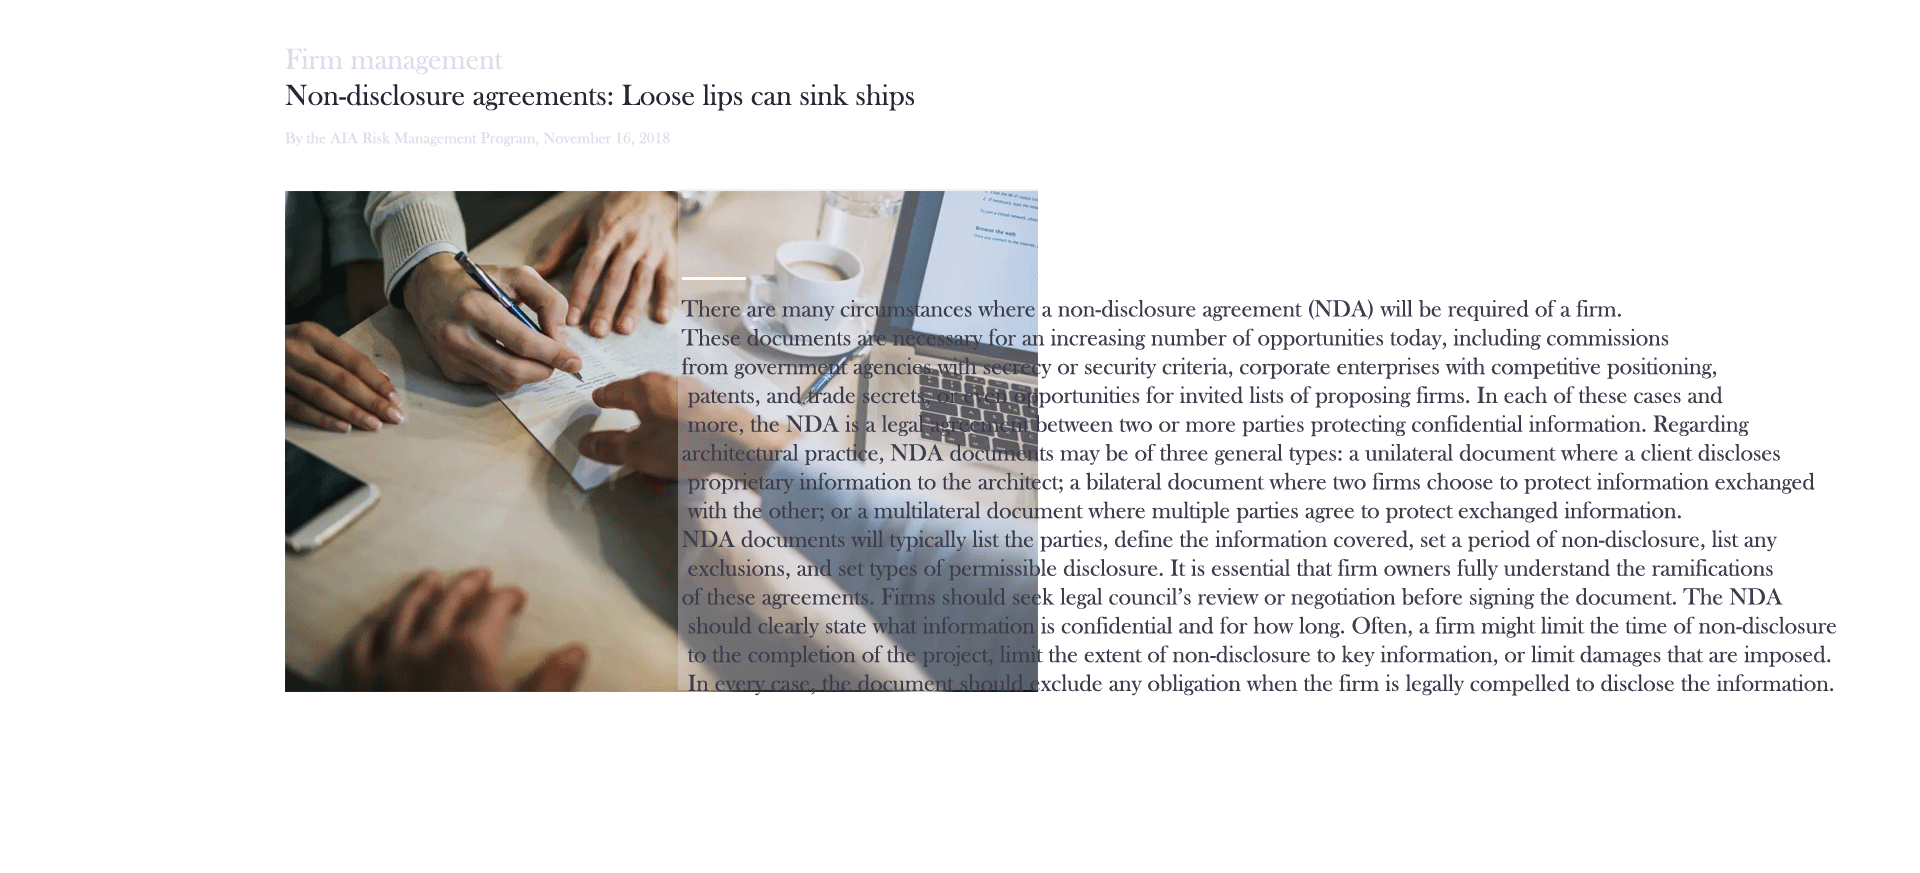 Firm management
Non-disclosure agreements: Loose lips can sink ships
By the AIA Risk Management Program, November 16, 2018
Browse the web
There are many circumstances where a non-disclosure agreement (NDA) will be required of a firm.
These documents are necessary for an increasing number of opportunities today, including commissions
from government agencies with secrecy or security criteria, corporate enterprises with competitive positioning,
patents, and trade secrets, or even opportunities for invited lists of proposing firms. In each of these cases and
more, the NDA is a legal agreement between two or more parties protecting confidential information. Regarding
architectural practice, NDA documents may be of three general types: a unilateral document where a client discloses
proprietary information to the architect; a bilateral document where two firms choose to protect information exchanged
with the other; or a multilateral document where multiple parties agree to protect exchanged information.
NDA documents will typically list the parties, define the information covered, set a period of non-disclosure, list any
exclusions, and set types of permissible disclosure. It is essential that firm owners fully understand the ramifications
of these agreements. Firms should seek legal council’s review or negotiation before signing the document. The NDA
should clearly state what information is confidential and for how long. Often, a firm might limit the time of non-disclosure
to the completion of the project, limit the extent of non-disclosure to key information, or limit damages that are imposed.
In every case, the document should exclude any obligation when the firm is legally compelled to disclose the information.